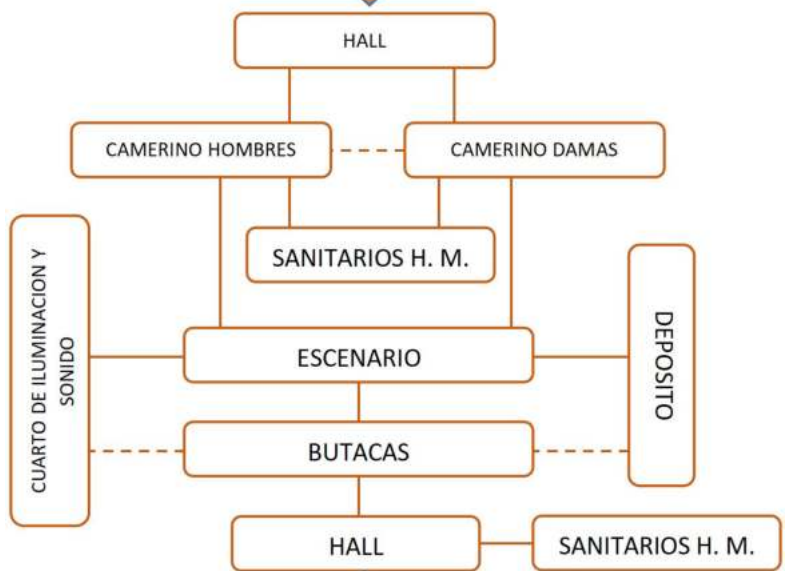 HALL
CAMERINO HOMBRES
CAMERINO DAMAS
SANITARIOS H. M.
CUARTO DE ILUMINACION Y
SONIDO
ESCENARIO
DEPOSITO
BUTACAS
HALL
SANITARIOS H. M.